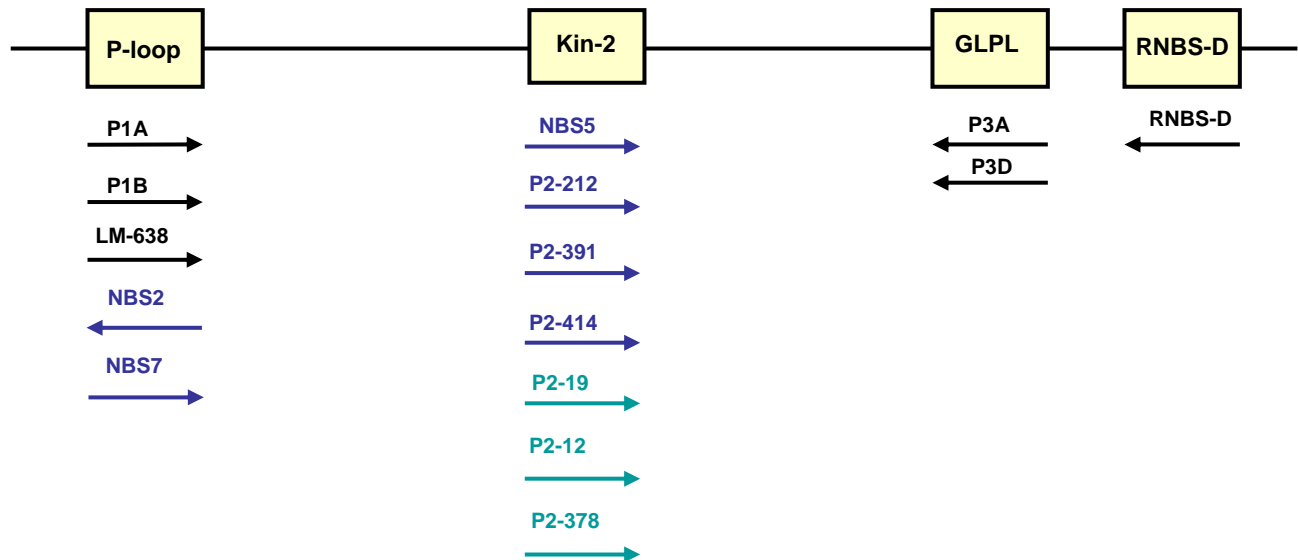 P-loop
Kin-2
GLPL
RNBS-D
P1A
P1B
LM-638
NBS2
NBS7
NBS5
P2-212
P2-391
P2-414
P2-19
P2-12
P2-378
P3A
P3D
RNBS-D